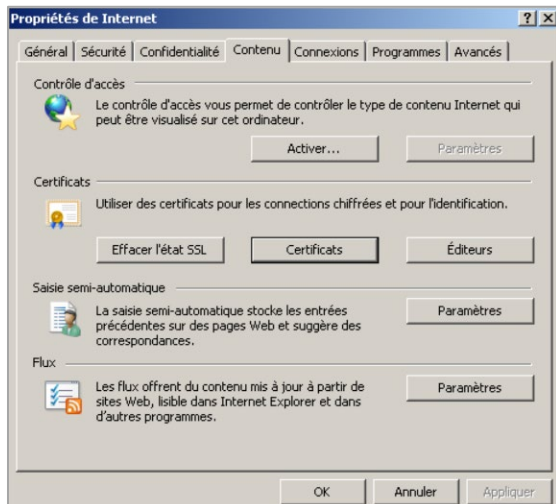 Propriétés de Internet
Général Sécurité Confidentialité Contenu Connexions Programmes Avancés
Contrôle d'accès
Le contrôle d'accès vous permet de contrôler le type de contenu Internet qui
peut être visualisé sur cet ordinateur.
Activer... Paramètres
Certificats
Utiliser des certificats pour les connections chiffrées et pour l'identification.
Effacer l'état SSL Certificats Éditeurs
Saisie semi-automatique
La saisie semi-automatique stocke les entrées
précédentes sur des pages Web et suggère des
correspondances.
Paramètres
Flux
Les flux offrent du contenu mis à jour à partir de
sites Web, lisible dans Internet Explorer et dans
d'autres programmes.
Paramètres
OK Annuler Appliquer